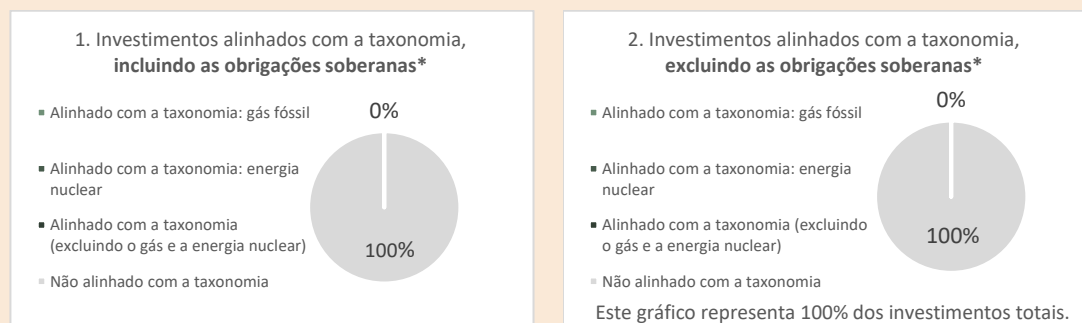 1. Investimentos alinhados com a taxonomia,
incluindo as obrigações soberanas*
Alinhado com a taxonomia: gás fóssil
0%
Alinhado com a taxonomia: energia
nuclear
Alinhado com a taxonomia
(excluindo o gás e a energia nuclear)
100%
Não alinhado com a taxonomia
2. Investimentos alinhados com a taxonomia,
excluindo as obrigações soberanas*
Alinhado com a taxonomia: gás fóssil
0%
Alinhado com a taxonomia: energia
nuclear
Alinhado com a taxonomia (excluindo
o gás e a energia nuclear)
100%
Não alinhado com a taxonomia
Este gráfico representa 100% dos investimentos totais.